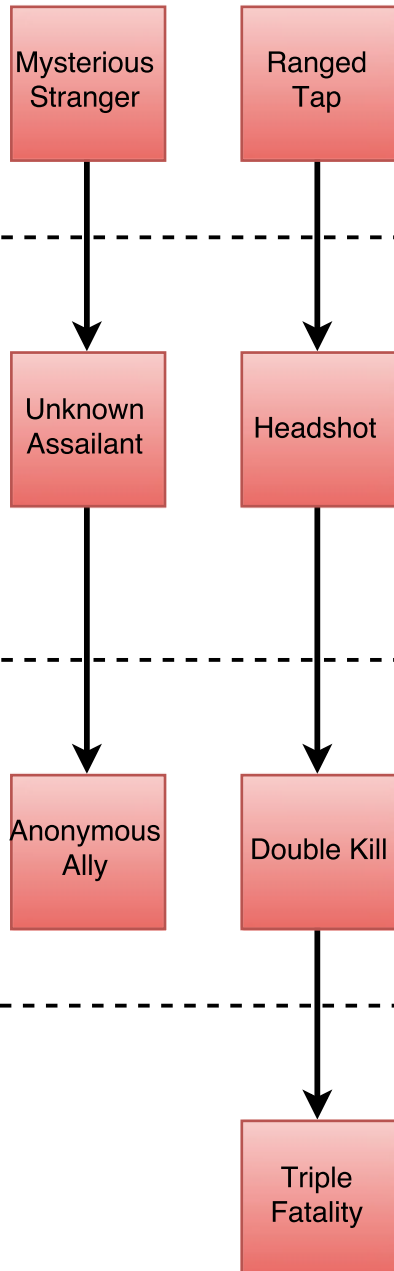 Mysterious
Stranger
Ranged
Tap
Unknown
Assailant
Headshot
Anonymous
Ally
Double Kill
Triple
Fatality